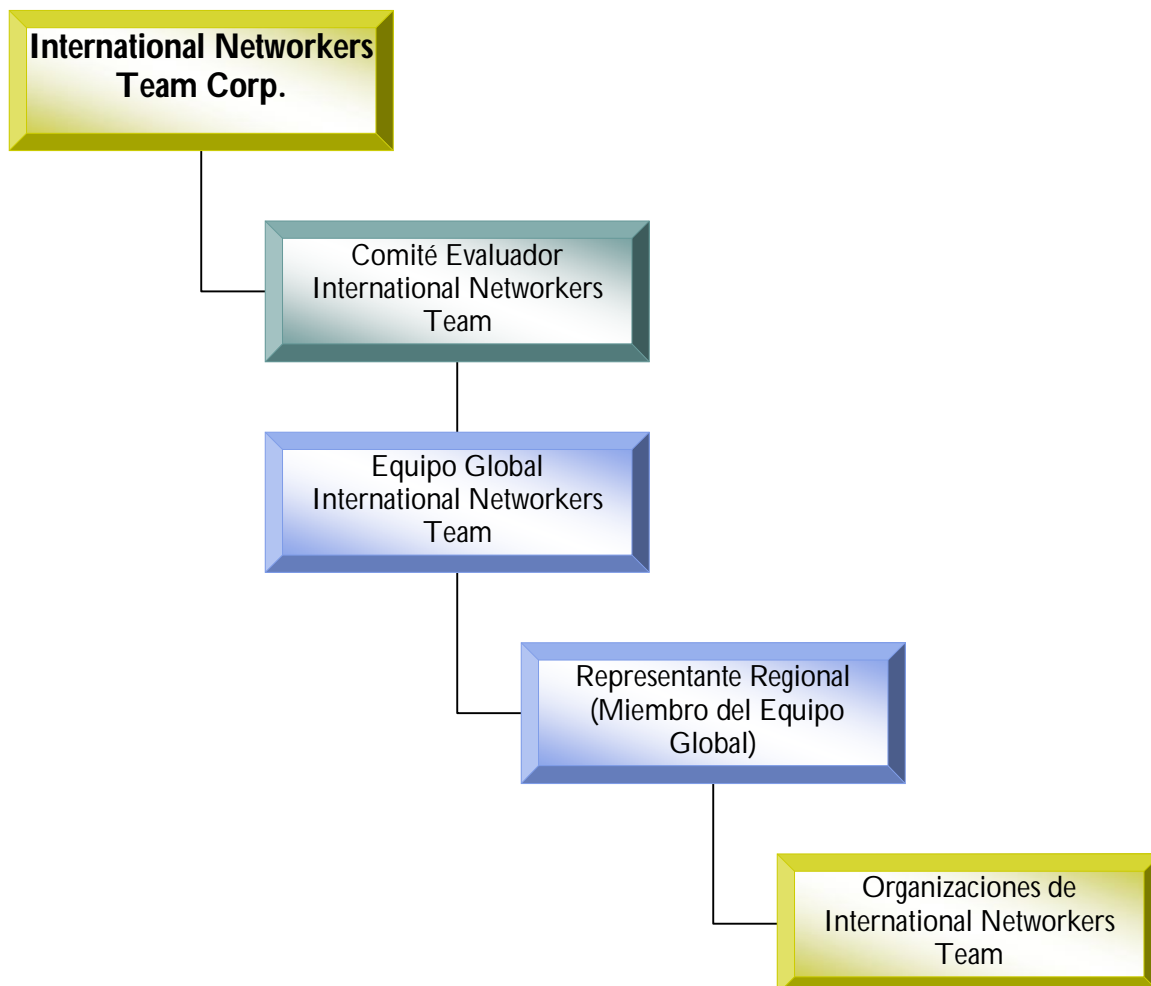 International Networkers
Team Corp.
Comité Evaluador
International Networkers
Team
Equipo Global
International Networkers
Team
Representante Regional
(Miembro del Equipo
Global)
Organizaciones de
International Networkers
Team